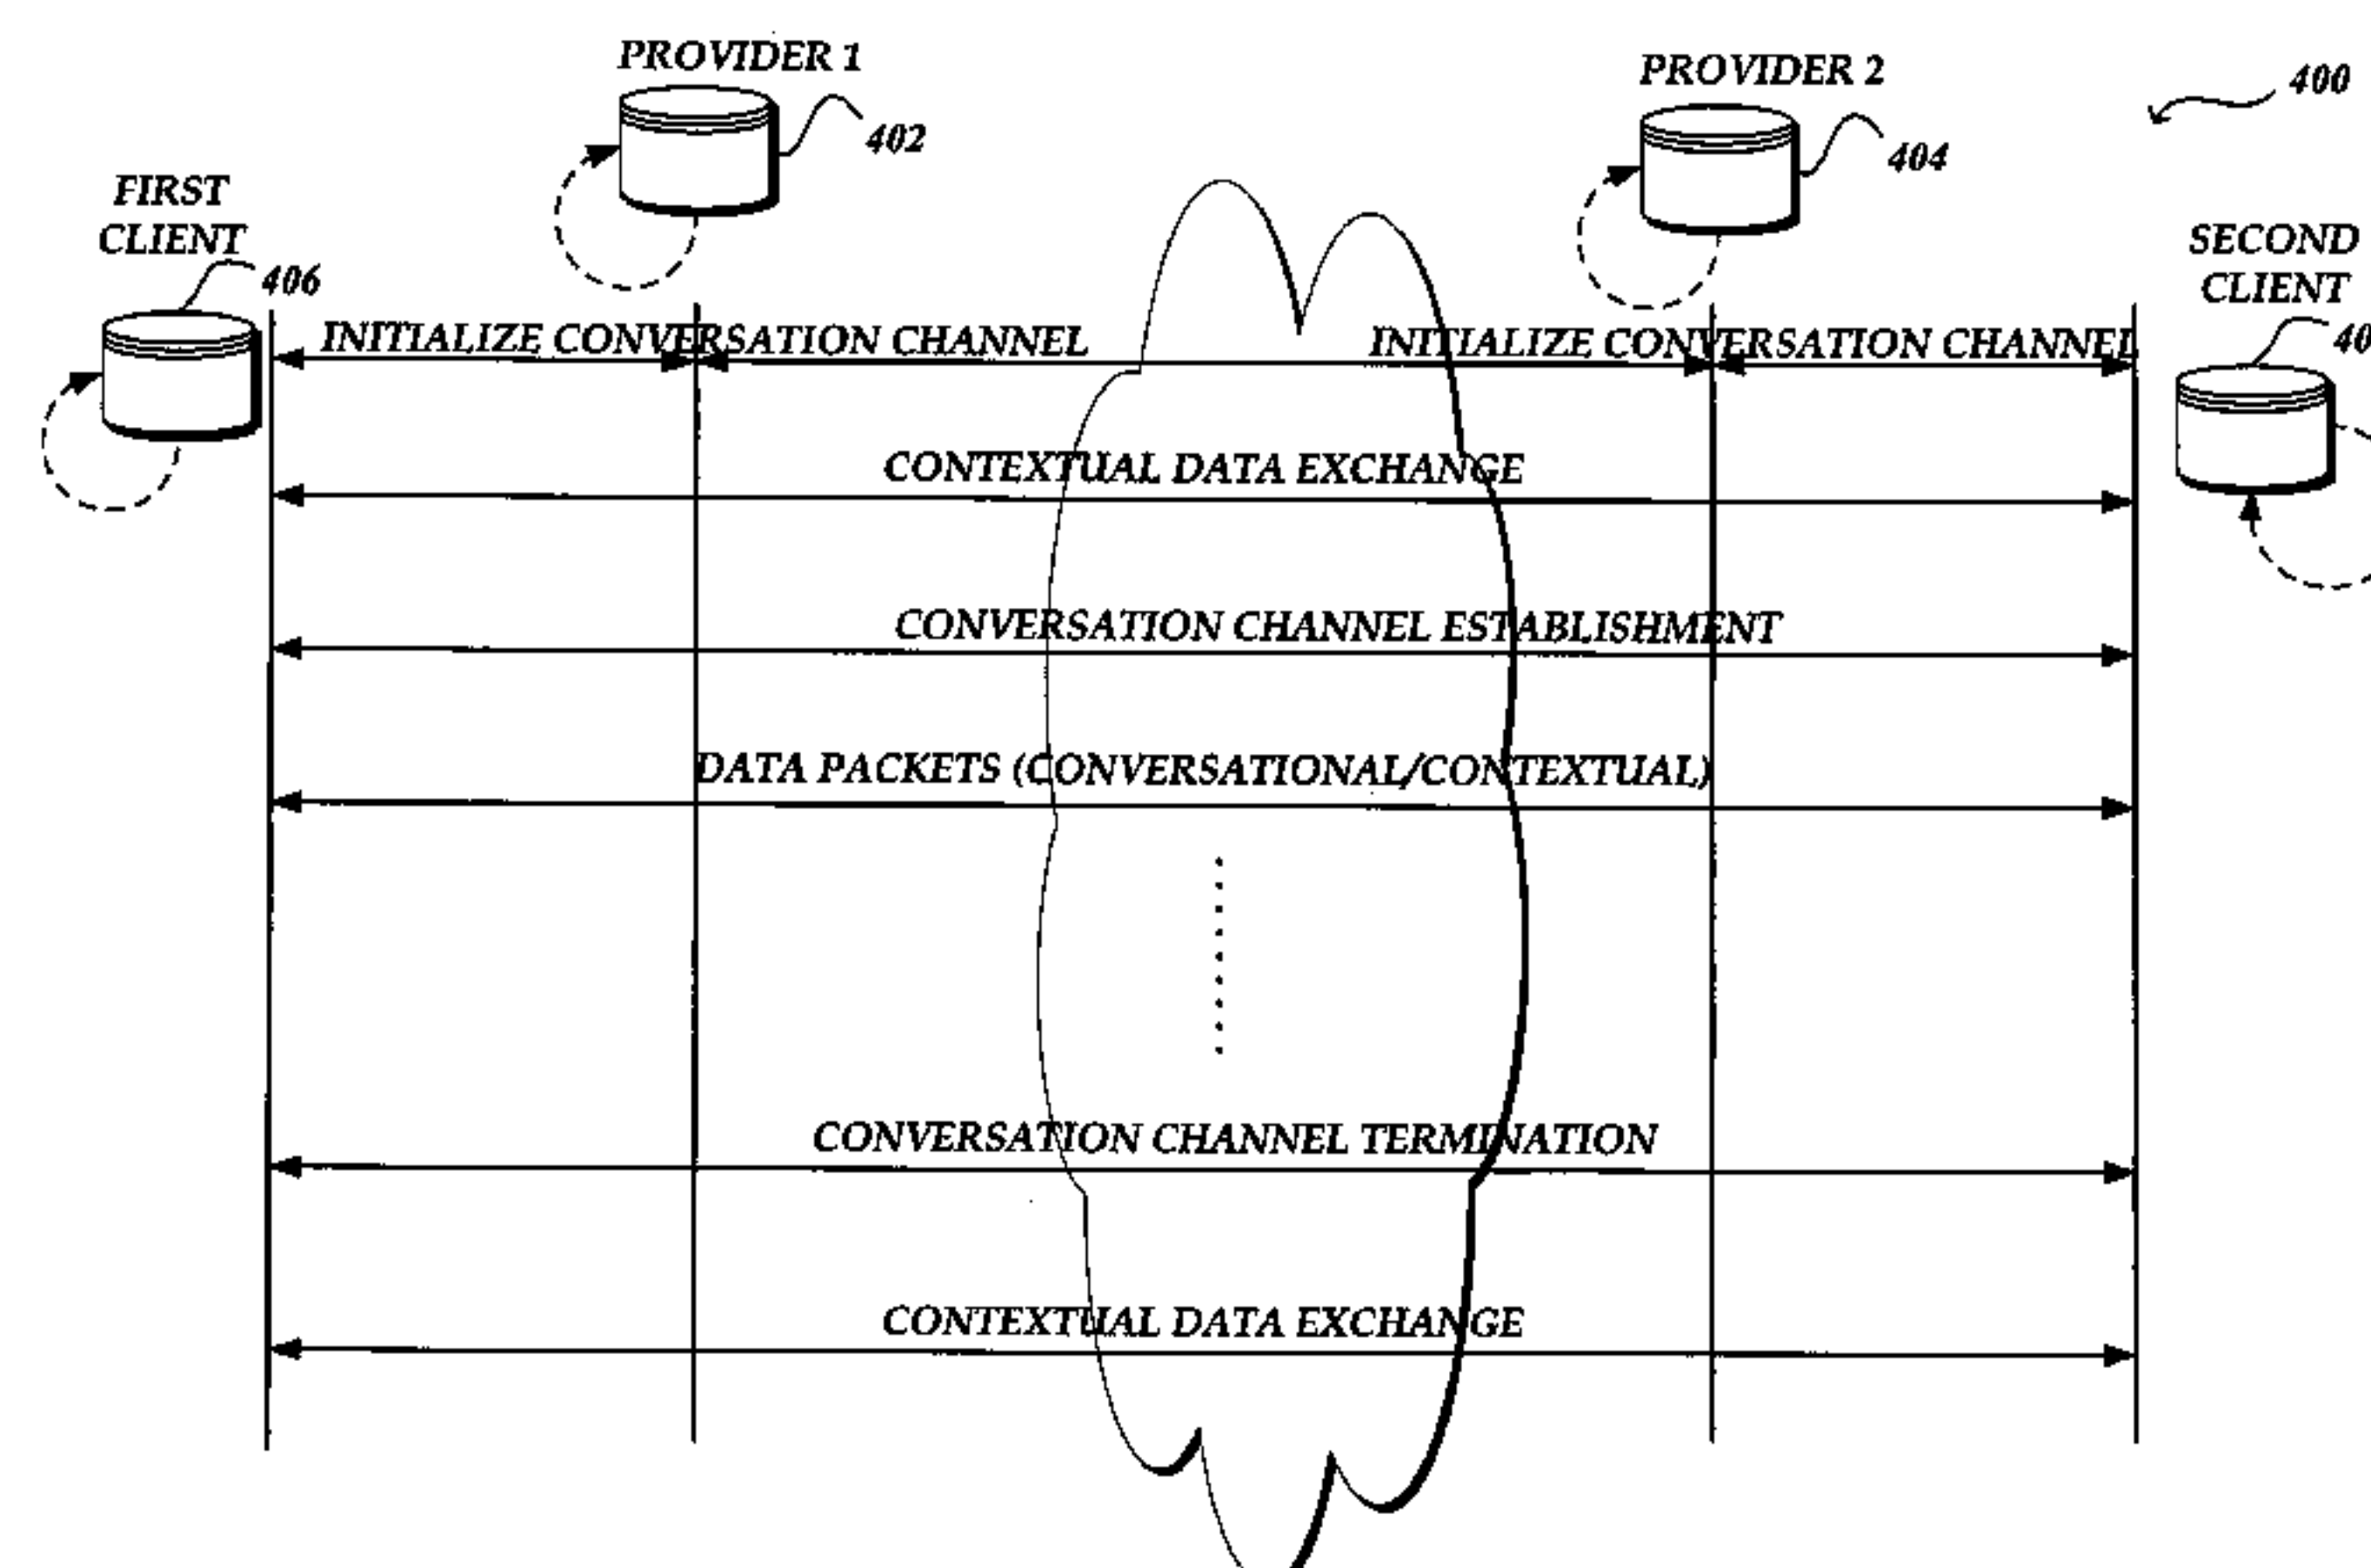 PROVIDER 1
PROVIDER 2
400
402
404
FIRST
CLIENT
SECOND
CLIENT
406
INITIALIZE CONVERSATION CHANNEL
INITIALIZE CONVERSATION CHANNEL
CONTEXTUAL DATA EXCHANGE
CONVERSATION CHANNEL ESTABLISHMENT
DATA PACKETS (CONVERSATIONAL/CONTEXTUAL)
CONVERSATION CHANNEL TERMINATION
CONTEXTUAL DATA EXCHANGE